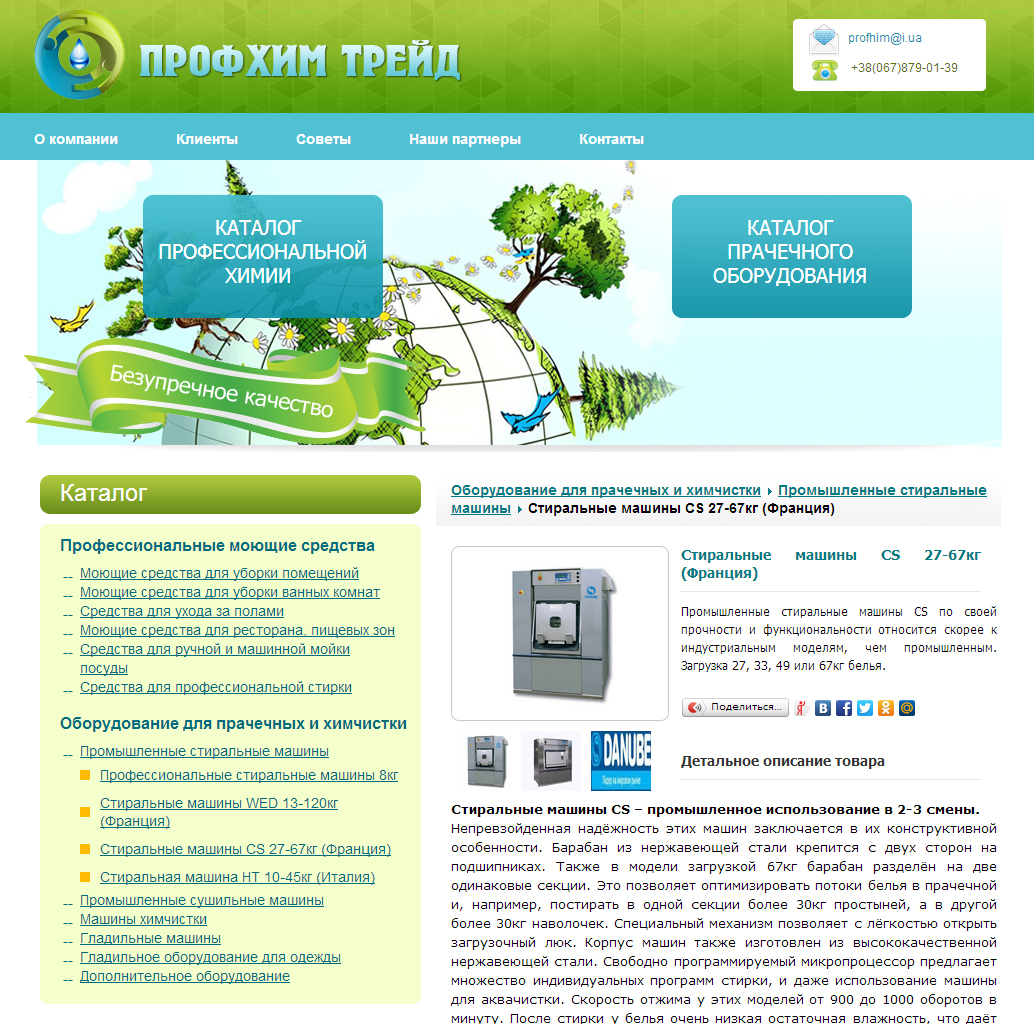 ПРОФХИМ ТРЕЙД
profhim@i.ua
+38(067)879-01-39
О компании
Клиенты
Советы
Наши партнеры
Контакты
КАТАЛОГ
ПРОФЕССИОНАЛЬНОЙ
ХИМИИ
КАТАЛОГ
ПРАЧЕЧНОГО
ОБОРУДОВАНИЯ
Безупречное качество
Каталог
Профессиональные моющие средства
Моющие средства для уборки помещений
Моющие средства для уборки ванных комнат
Средства для ухода за полами
Моющие средства для ресторана, пищевых зон
Средства для ручной и машинной мойки
посуды
Средства для профессиональной стирки
Оборудование для прачечных и химчистки
Промышленные стиральные машины
Профессиональные стиральные машины 8кг
Стиральные машины WED 13-120кг
(Франция)
Стиральные машины CS 27-67кг (Франция)
Стиральная машина HT 10-45кг (Италия)
Промышленные сушильные машины
Машины химчистки
Гладильные машины
Гладильное оборудование для одежды
Дополнительное оборудование
Оборудование для прачечных и химчистки Промышленные стиральные
машины Стиральные машины CS 27-67кг (Франция)
Стиральные машины CS 27-67кг
(Франция)
Промышленные стиральные машины CS по своей
прочности и функциональности относится скорее к
индустриальным моделям, чем промышленным.
Загрузка 27, 33, 49 или 67кг белья.
Поделиться...
DANUBE
Лидер на мировом рынке
Детальное описание товара
Стиральные машины CS – промышленное использование в 2-3 смены.
Непревзойденная надёжность этих машин заключается в их конструктивной
особенности. Барабан из нержавеющей стали крепится с двух сторон на
подшипниках. Также в модели загрузкой 67кг барабан разделён на две
одинаковые секции. Это позволяет оптимизировать потоки белья в прачечной
и, например, постирать в одной секции более 30кг простыней, а в другой
более 30кг наволочек. Специальный механизм позволяет с лёгкостью открыть
загрузочный люк. Корпус машин также изготовлен из высококачественной
нержавеющей стали. Свободно программируемый микропроцессор предлагает
множество индивидуальных программ стирки, и даже использование машины
для аквачистки. Скорость отжима у этих моделей от 900 до 1000 оборотов в
минуту. После стирки у белья очень низкая остаточная влажность, что даёт